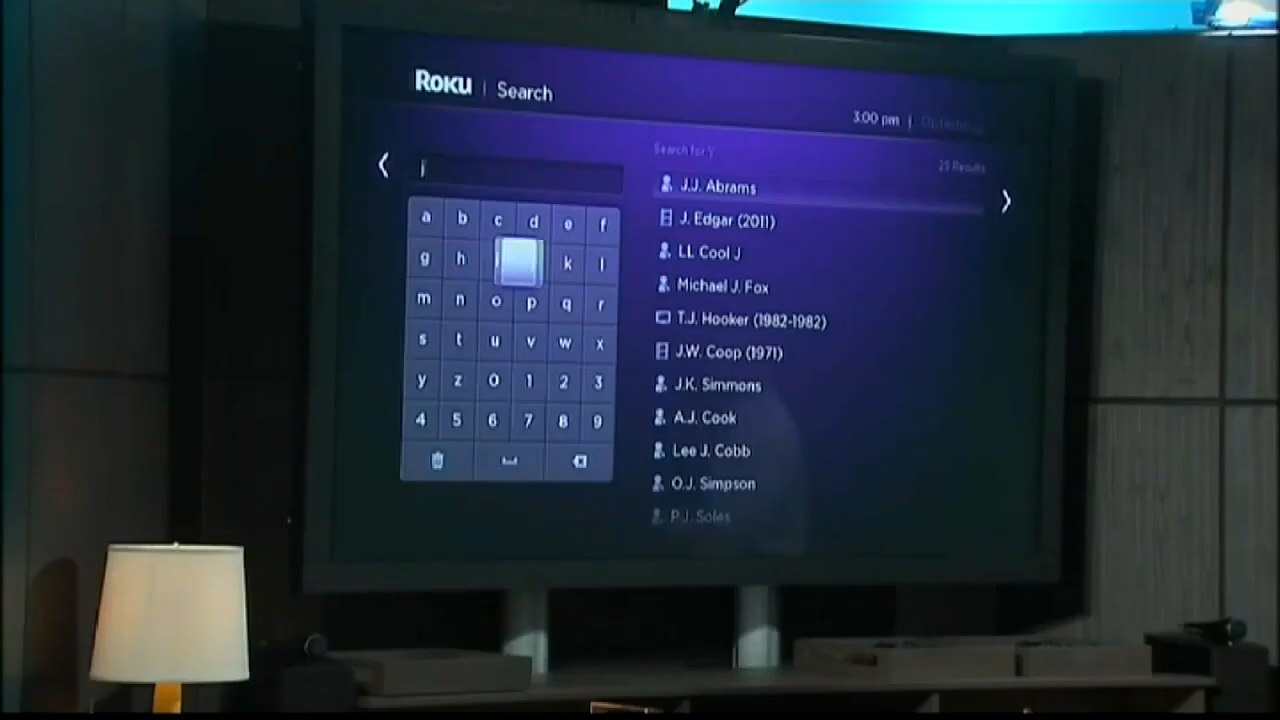 Roku | Search
3:00 pm |
Search for 'j'
25 Results
j
a b c d e f
g h i k l
m n o p q r
s t u v w x
y z 0 1 2 3
4 5 6 7 8 9
J.J. Abrams
J. Edgar (2011)
LL Cool J
Michael J. Fox
T.J. Hooker (1982-1982)
J.W. Coop (1971)
J.K. Simmons
A.J. Cook
Lee J. Cobb
O.J. Simpson
P.J. Soles